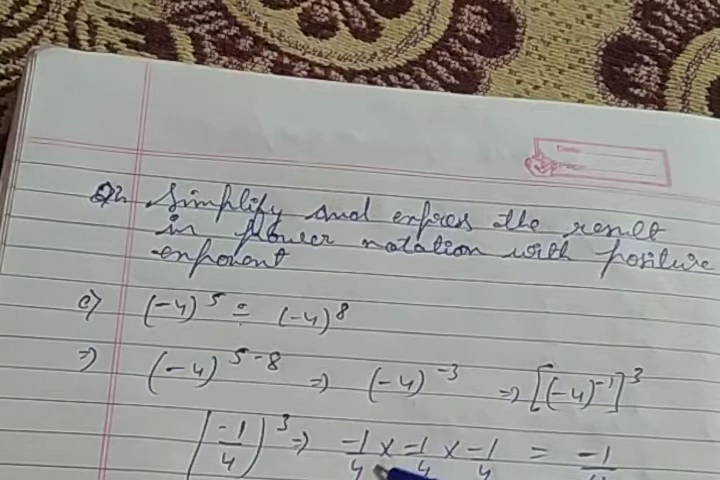 Q2 Simplify and express the result
in power notation with positive
exponent
c) (-4)^5 ÷ (-4)^8
⇒ (-4)^{5-8} ⇒ (-4)^{-3} ⇒ [(-4)^{-1}]^3
(-1/4)^3 ⇒ -1/4 × -1/4 × -1/4 = -1